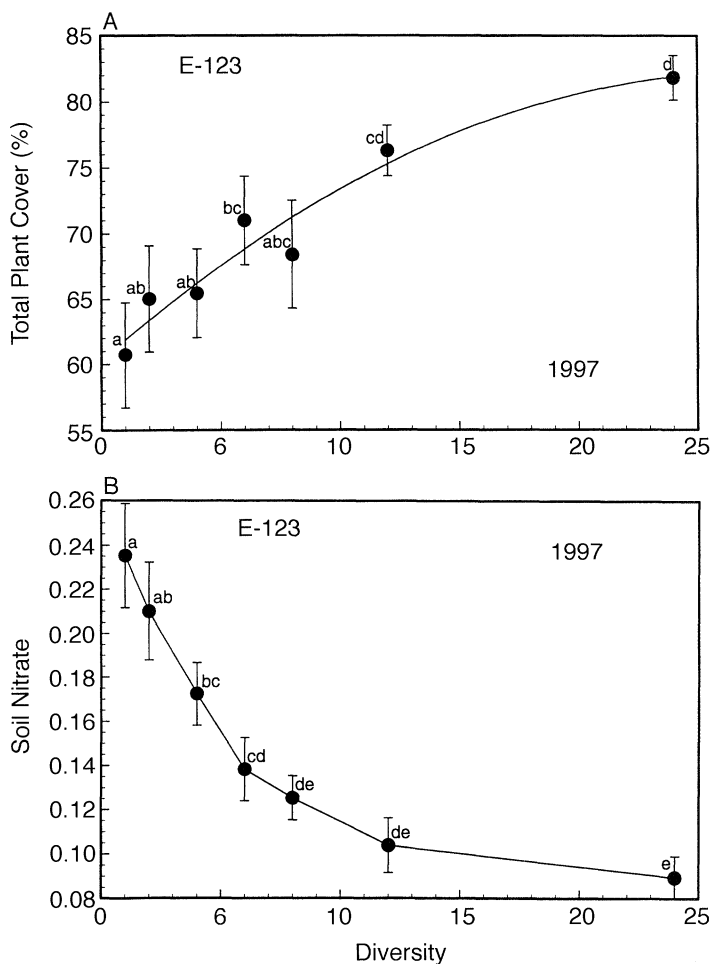 A
E-123
1997
Total Plant Cover (%)
85
80
75
70
65
60
55
a
ab
ab
bc
abc
cd
d
0
6
10
15
20
25
B
E-123
1997
Soil Nitrate
0.26
0.24
0.22
0.20
0.18
0.16
0.14
0.12
0.10
0.08
a
ab
bc
cd
de
de
e
0
6
10
15
20
25
Diversity